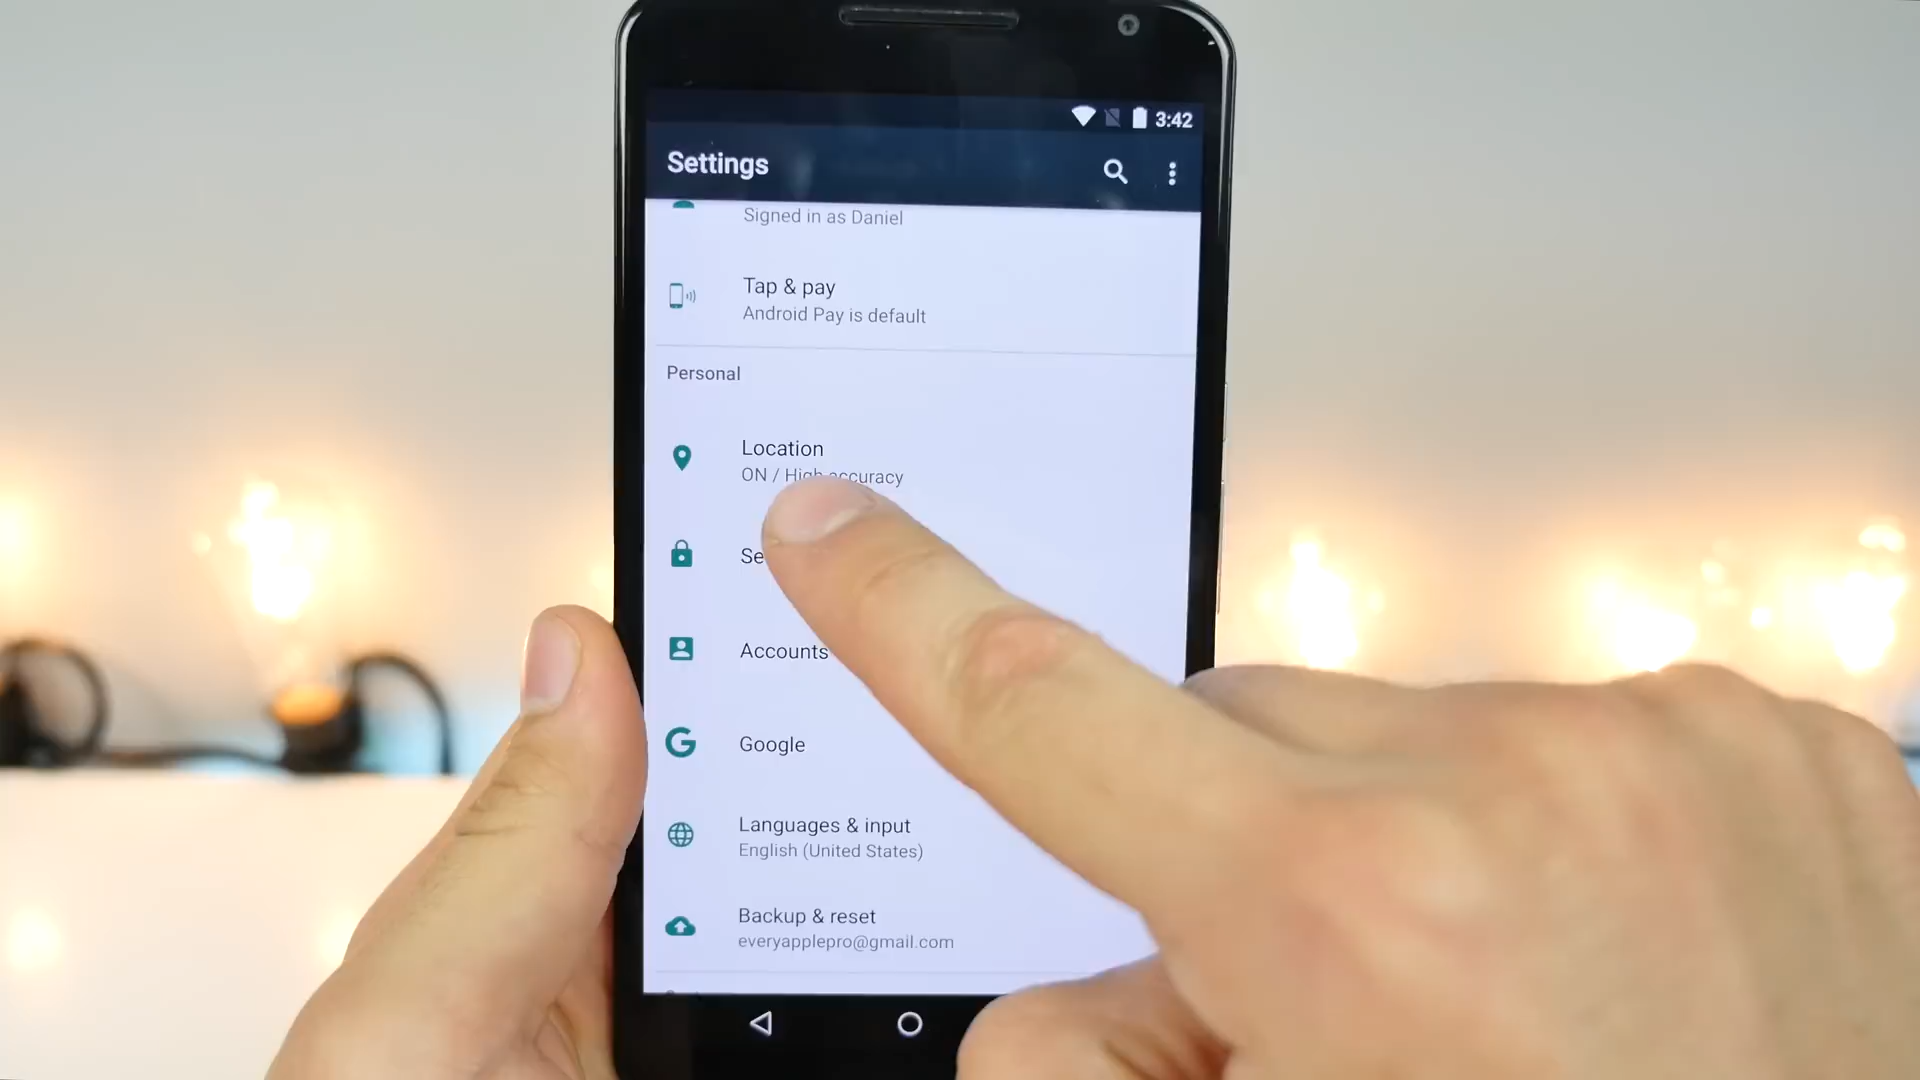 3:42
Settings
Signed in as Daniel
Tap & pay
Android Pay is default
Personal
Location
ON / High accuracy
Se
Accounts
Google
Languages & input
English (United States)
Backup & reset
everyapplepro@gmail.com